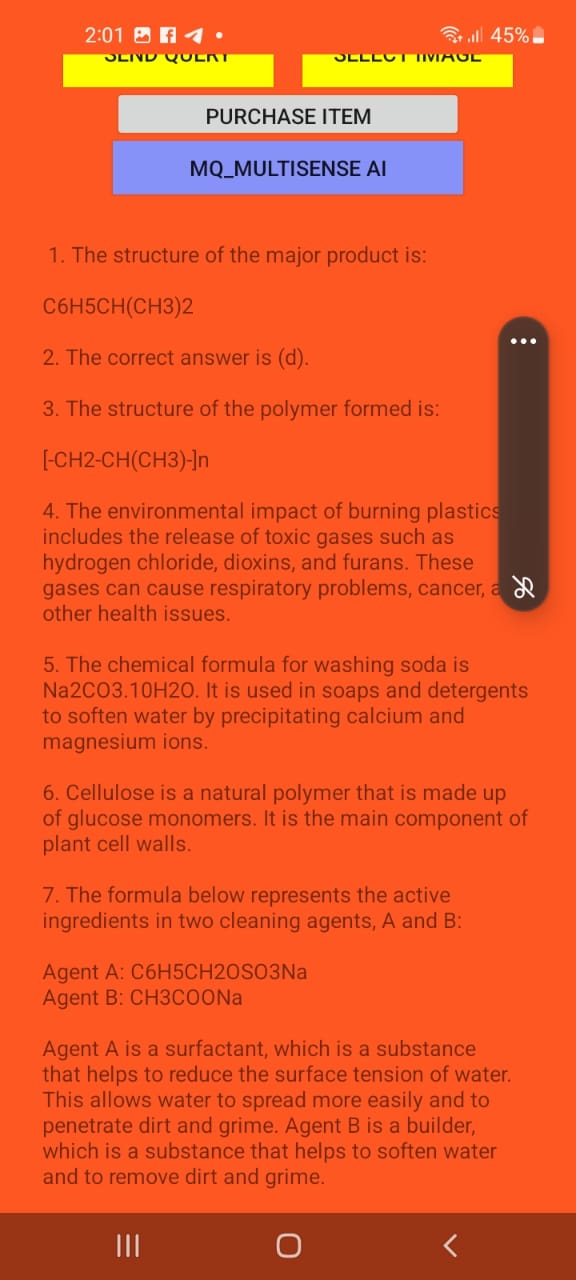 2:01
45%
SEND QUERY
SELECT IMAGE
PURCHASE ITEM
MQ_MULTISENSE AI
1. The structure of the major product is:
C6H5CH(CH3)2
2. The correct answer is (d).
3. The structure of the polymer formed is:
[-CH2-CH(CH3)-]n
4. The environmental impact of burning plastics
includes the release of toxic gases such as
hydrogen chloride, dioxins, and furans. These
gases can cause respiratory problems, cancer,
other health issues.
5. The chemical formula for washing soda is
Na2CO3.10H2O. It is used in soaps and detergents
to soften water by precipitating calcium and
magnesium ions.
6. Cellulose is a natural polymer that is made up
of glucose monomers. It is the main component of
plant cell walls.
7. The formula below represents the active
ingredients in two cleaning agents, A and B:
Agent A: C6H5CH2OSO3Na
Agent B: CH3COONa
Agent A is a surfactant, which is a substance
that helps to reduce the surface tension of water.
This allows water to spread more easily and to
penetrate dirt and grime. Agent B is a builder,
which is a substance that helps to soften water
and to remove dirt and grime.